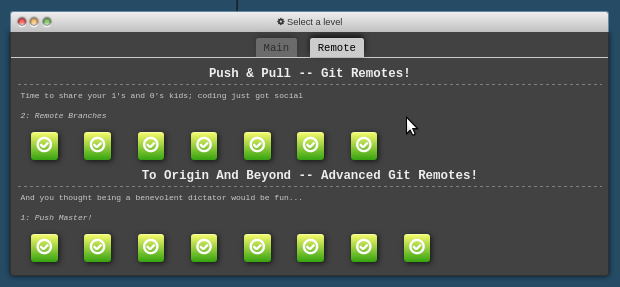 Select a level
Main Remote
Push & Pull -- Git Remotes!
Time to share your 1's and 0's kids; coding just got social
2: Remote Branches
To Origin And Beyond -- Advanced Git Remotes!
And you thought being a benevolent dictator would be fun...
1: Push Master!